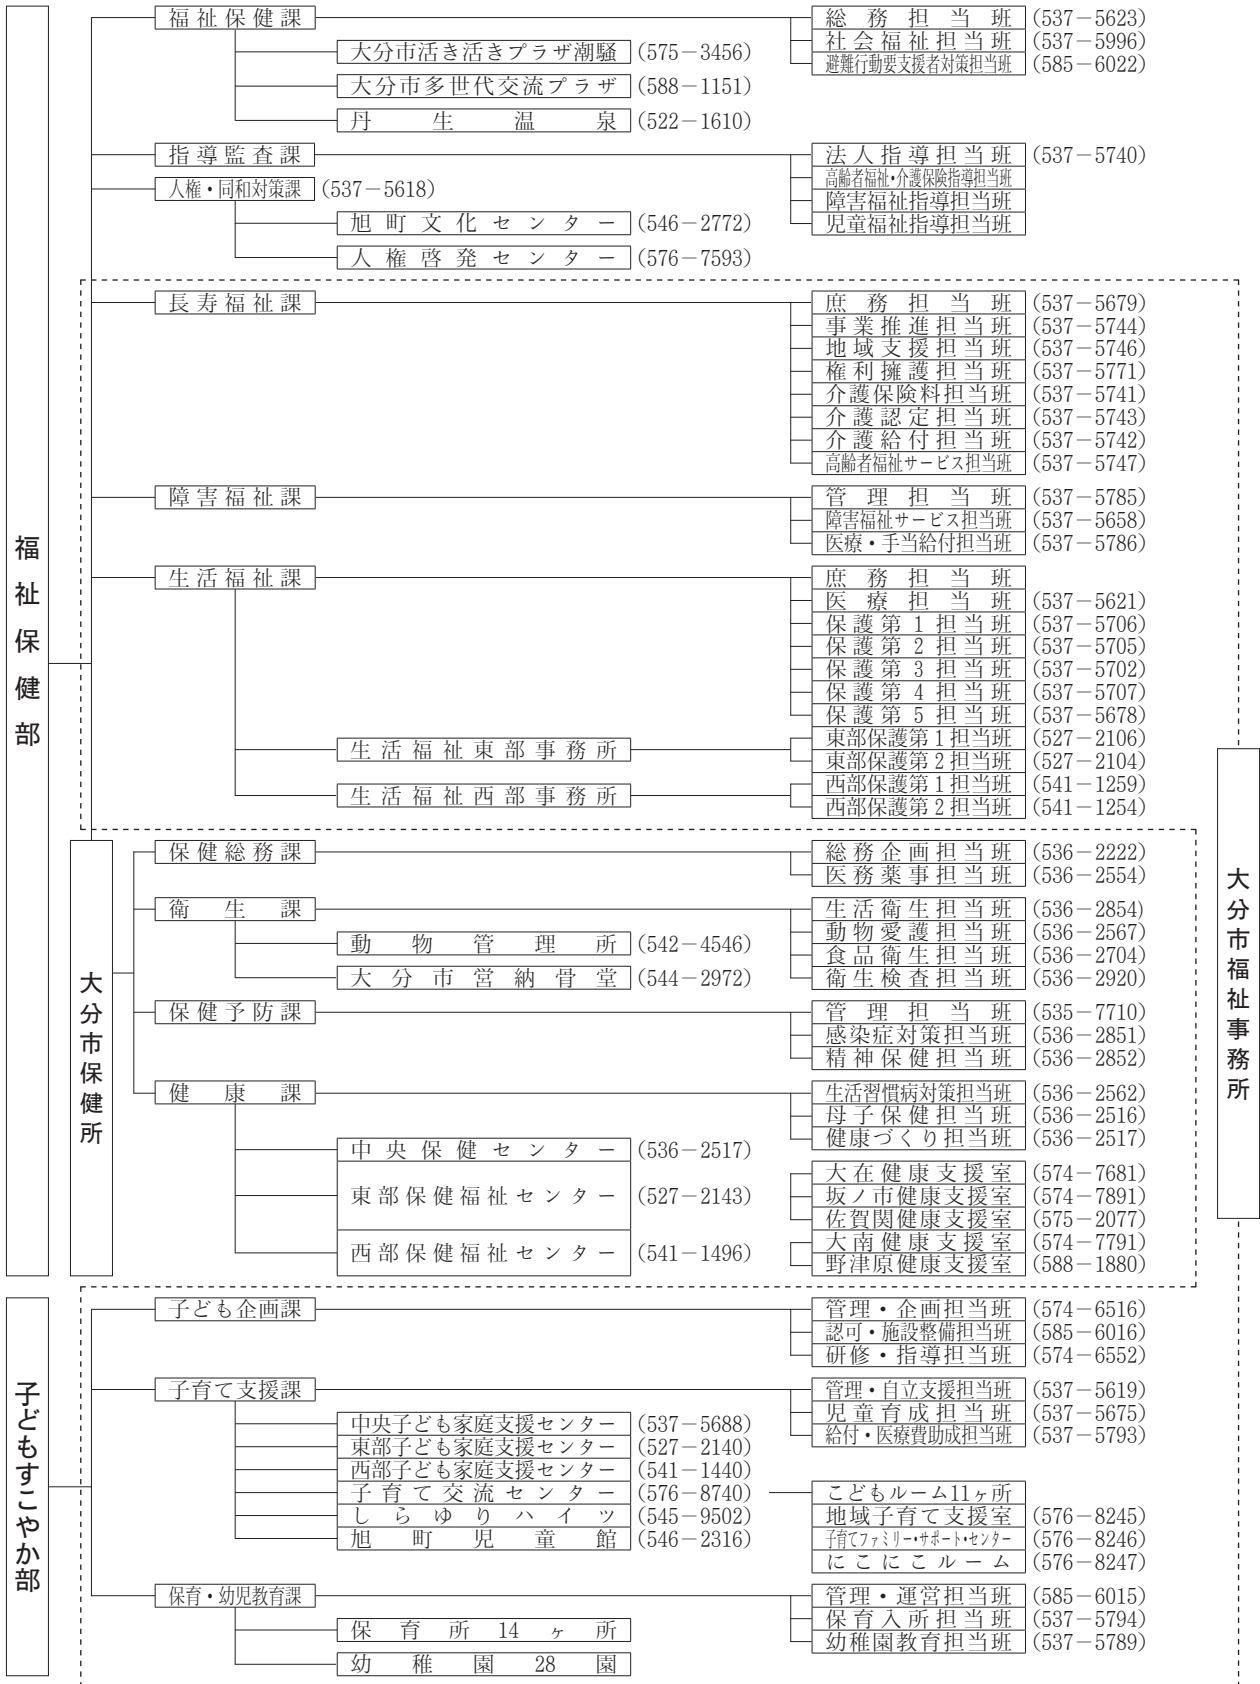 福祉保健部
福祉保健課
総務担当班 (537-5623)
社会福祉担当班 (537-5996)
避難行動要支援者対策担当班 (585-6022)
大分市活き活きプラザ潮騒 (575-3456)
大分市多世代交流プラザ (588-1151)
丹生温泉 (522-1610)
指導監査課
法人指導担当班 (537-5740)
高齢者福祉・介護保険指導担当班
障害福祉指導担当班
児童福祉指導担当班
人権・同和対策課 (537-5618)
旭町文化センター (546-2772)
人権啓発センター (576-7593)
長寿福祉課
庶務担当班 (537-5679)
事業推進担当班 (537-5744)
地域支援担当班 (537-5746)
権利擁護担当班 (537-5771)
介護保険料担当班 (537-5741)
介護認定担当班 (537-5743)
介護給付担当班 (537-5742)
高齢者福祉サービス担当班 (537-5747)
障害福祉課
管理担当班 (537-5785)
障害福祉サービス担当班 (537-5658)
医療・手当給付担当班 (537-5786)
生活福祉課
庶務担当班
医療担当班 (537-5621)
保護第1担当班 (537-5706)
保護第2担当班 (537-5705)
保護第3担当班 (537-5702)
保護第4担当班 (537-5707)
保護第5担当班 (537-5678)
生活福祉東部事務所
東部保護第1担当班 (527-2106)
東部保護第2担当班 (527-2104)
生活福祉西部事務所
西部保護第1担当班 (541-1259)
西部保護第2担当班 (541-1254)
大分市保健所
保健総務課
総務企画担当班 (536-2222)
医務薬事担当班 (536-2554)
衛生課
生活衛生担当班 (536-2854)
動物愛護担当班 (536-2567)
食品衛生担当班 (536-2704)
衛生検査担当班 (536-2920)
動物管理所 (542-4546)
大分市営納骨堂 (544-2972)
保健予防課
管理担当班 (535-7710)
感染症対策担当班 (536-2851)
精神保健担当班 (536-2852)
健康課
生活習慣病対策担当班 (536-2562)
母子保健担当班 (536-2516)
健康づくり担当班 (536-2517)
中央保健センター (536-2517)
東部保健福祉センター (527-2143)
大在健康支援室 (574-7681)
坂ノ市健康支援室 (574-7891)
佐賀関健康支援室 (575-2077)
西部保健福祉センター (541-1496)
大南健康支援室 (574-7791)
野津原健康支援室 (588-1880)
大分市福祉事務所
子どもすこやか部
子ども企画課
管理・企画担当班 (574-6516)
認可・施設整備担当班 (585-6016)
研修・指導担当班 (574-6552)
子育て支援課
管理・自立支援担当班 (537-5619)
児童育成担当班 (537-5675)
給付・医療費助成担当班 (537-5793)
中央子ども家庭支援センター (537-5688)
東部子ども家庭支援センター (527-2140)
西部子ども家庭支援センター (541-1440)
子育て交流センター (576-8740)
しらゆりハイツ (545-9502)
旭町児童館 (546-2316)
こどもルーム11ヶ所
地域子育て支援室 (576-8245)
子育てファミリー・サポート・センター (576-8246)
にこにこルーム (576-8247)
保育・幼児教育課
管理・運営担当班 (585-6015)
保育入所担当班 (537-5794)
幼稚園教育担当班 (537-5789)
保育所14ヶ所
幼稚園28園